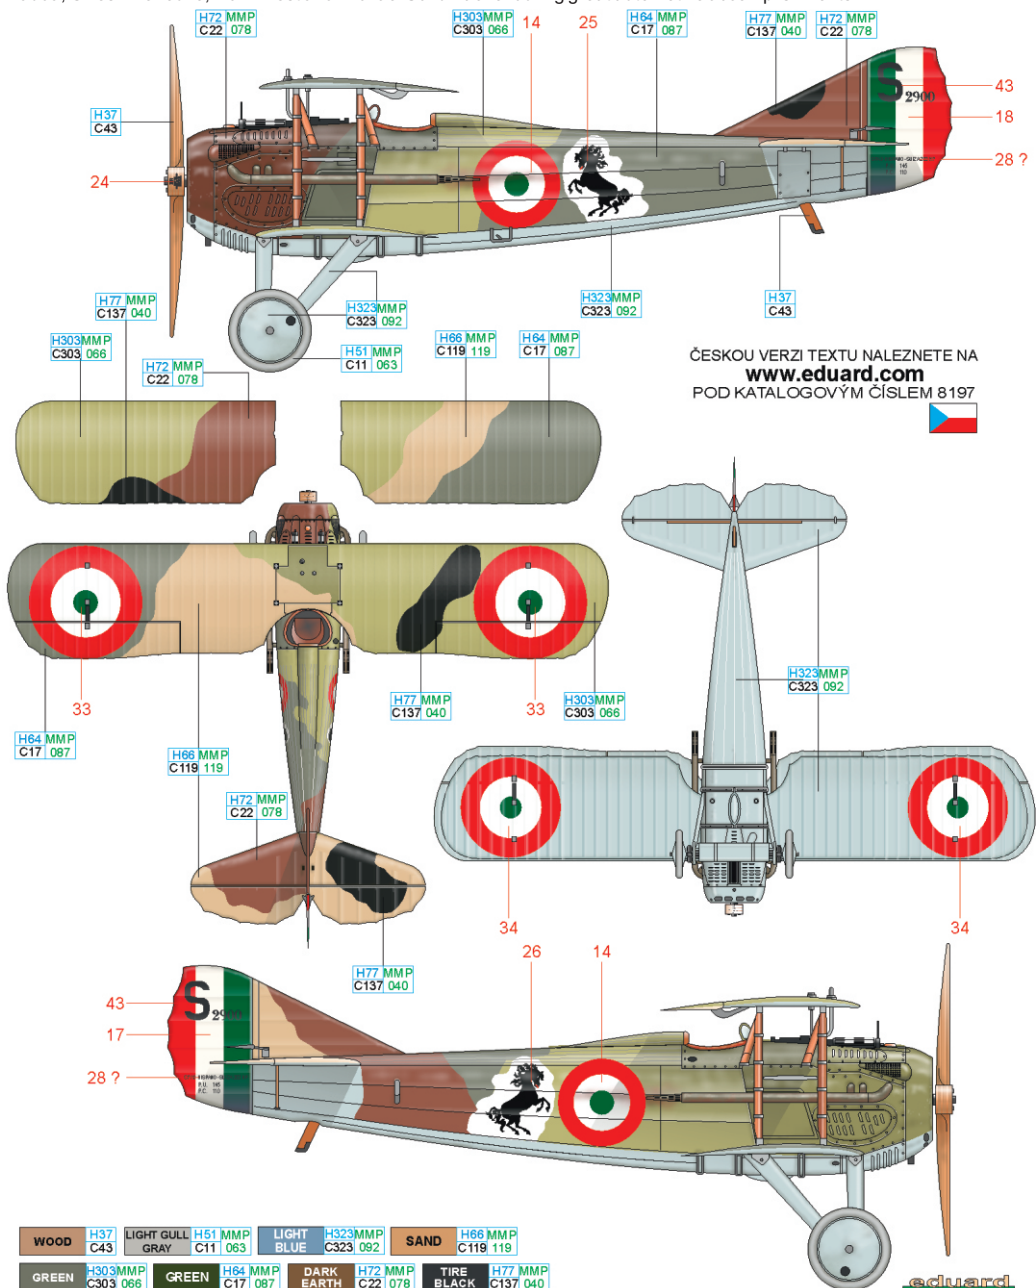 H72 MMP
C22 078
H303 MMP
C303 066
14
25
H64 MMP
C17 087
H77 MMP
C137 040
H72 MMP
C22 078
H37
C43
24
S 2900
43
18
28 ?
H77 MMP
C137 040
H323 MMP
C323 092
H323 MMP
C323 092
H37
C43
H303 MMP
C303 066
H72 MMP
C22 078
H51 MMP
C11 063
H66 MMP
C119 119
H64 MMP
C17 087
ČESKOU VERZI TEXTU NALEZNETE NA
www.eduard.com
POD KATALOGOVÝM ČÍSLEM 8197
33
H64 MMP
C17 087
H66 MMP
C119 119
H77 MMP
C137 040
33
H303 MMP
C303 066
H323 MMP
C323 092
H72 MMP
C22 078
H77 MMP
C137 040
34
34
26
14
43
17
28 ?
S 2900
WOOD H37
C43
LIGHT GULL GRAY H51 MMP
C11 063
LIGHT BLUE H323 MMP
C323 092
SAND H66 MMP
C119 119
GREEN H303 MMP
C303 066
GREEN H64 MMP
C17 087
DARK EARTH H72 MMP
C22 078
TIRE BLACK H77 MMP
C137 040
eduard